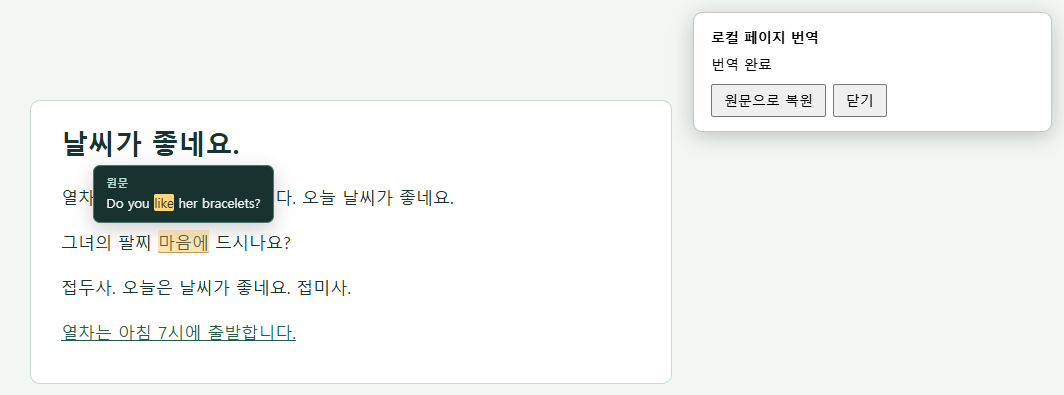 로컬 페이지 번역
번역 완료
원문으로 복원 닫기
날씨가 좋네요.
원문
Do you like her bracelets?
열차 다. 오늘 날씨가 좋네요.
그녀의 팔찌 마음에 드시나요?
접두사. 오늘은 날씨가 좋네요. 접미사.
열차는 아침 7시에 출발합니다.